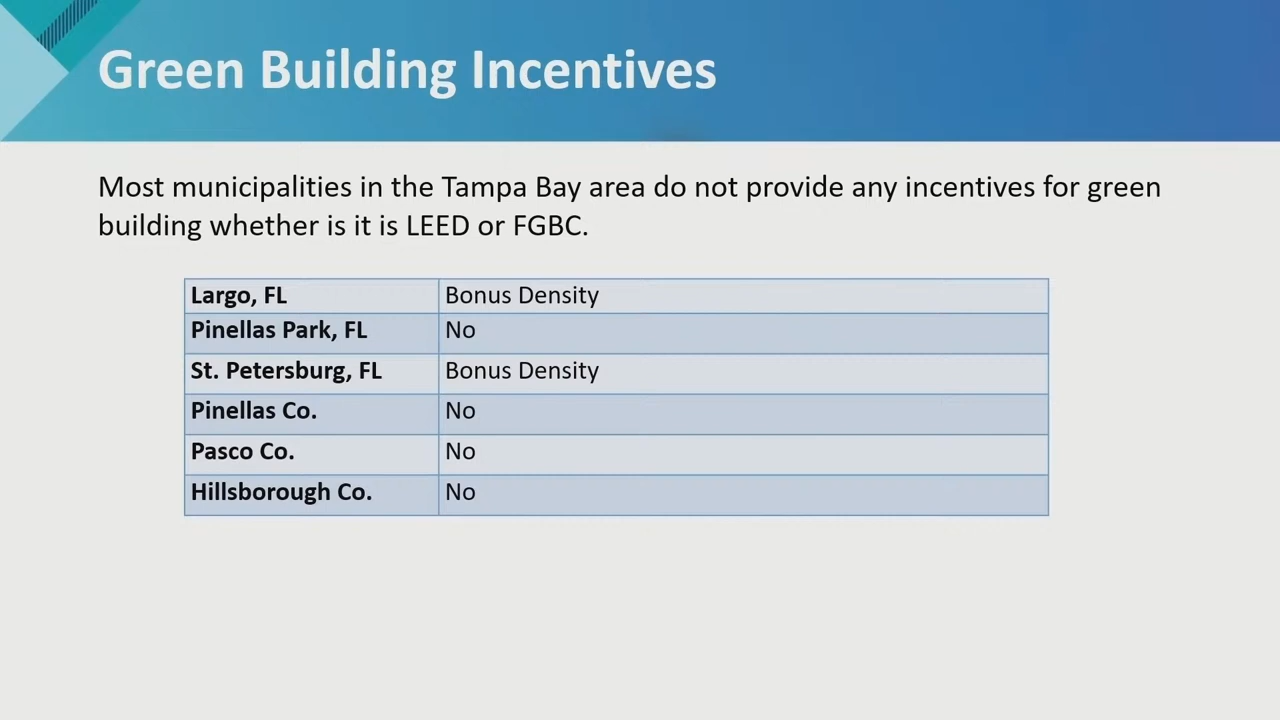 Green Building Incentives
Most municipalities in the Tampa Bay area do not provide any incentives for green
building whether is it is LEED or FGBC.
Largo, FL Bonus Density
Pinellas Park, FL No
St. Petersburg, FL Bonus Density
Pinellas Co. No
Pasco Co. No
Hillsborough Co. No